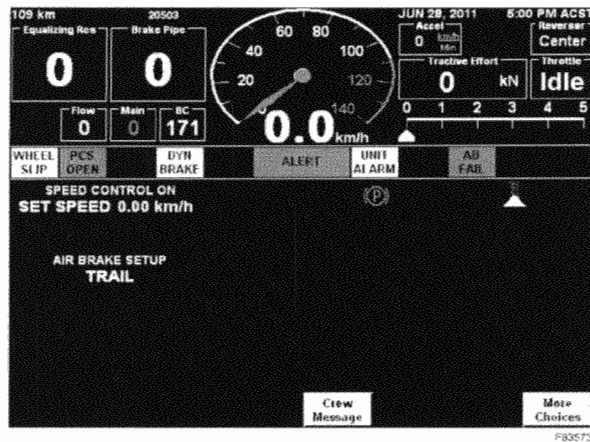 109 km 20503 JUN 28, 2011 5:00 PM ACST
Equalizing Res Brake Pipe
0 0
Flow Main BC
0 0 171
20 40 60 80 100 120 140
0.0 km/h
Accel
0 km/h Min
Reverser
Center
Tractive Effort
0 kN
Throttle
Idle
0 1 2 3 4 5
WHEEL SLIP
PCS OPEN
DYN BRAKE
ALERT
UNIT ALARM
AB FAIL
SPEED CONTROL ON
SET SPEED 0.00 km/h
(P)
AIR BRAKE SETUP
TRAIL
Crew Message
More Choices
F83573